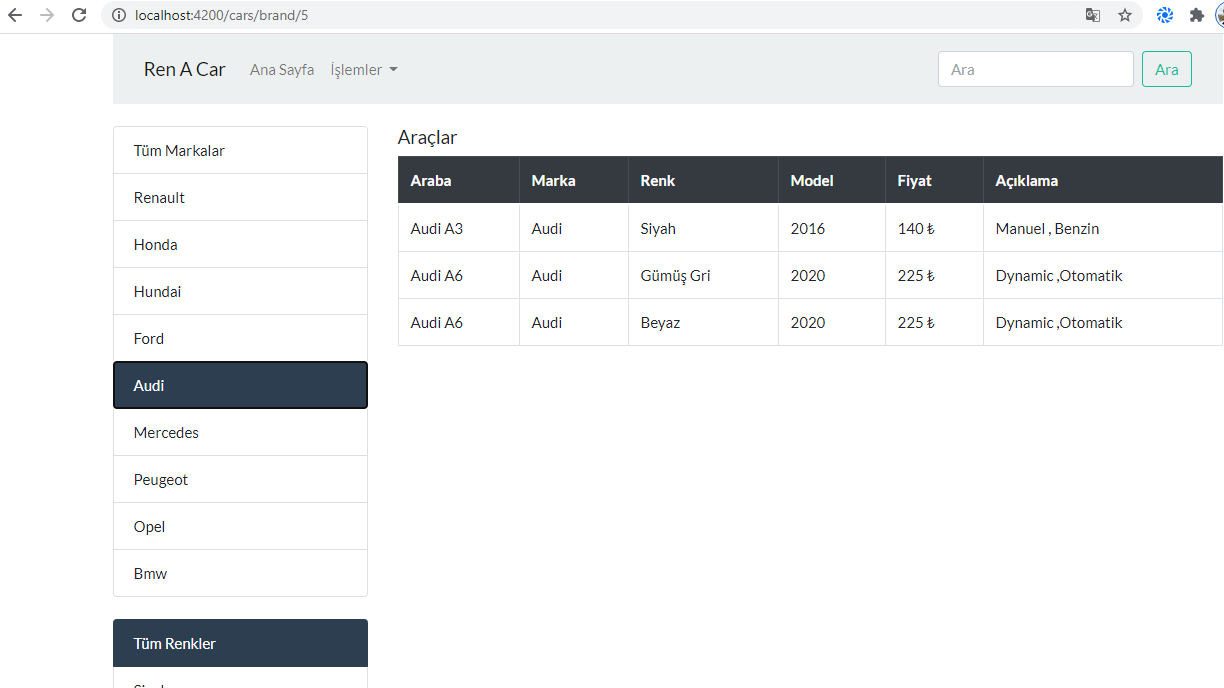 localhost:4200/cars/brand/5
Ren A Car Ana Sayfa İşlemler Ara Ara
Tüm Markalar
Renault
Honda
Hundai
Ford
Audi
Mercedes
Peugeot
Opel
Bmw
Tüm Renkler
Araçlar
Araba Marka Renk Model Fiyat Açıklama
Audi A3 Audi Siyah 2016 140 ₺ Manuel , Benzin
Audi A6 Audi Gümüş Gri 2020 225 ₺ Dynamic ,Otomatik
Audi A6 Audi Beyaz 2020 225 ₺ Dynamic ,Otomatik